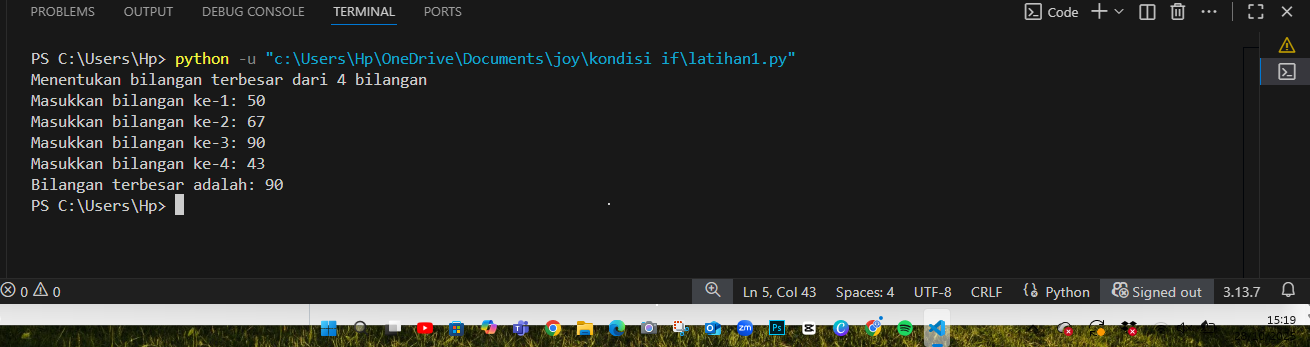 PROBLEMS OUTPUT DEBUG CONSOLE TERMINAL PORTS Code
PS C:\Users\Hp> python -u "c:\Users\Hp\OneDrive\Documents\joy\kondisi if\latihan1.py"
Menentukan bilangan terbesar dari 4 bilangan
Masukkan bilangan ke-1: 50
Masukkan bilangan ke-2: 67
Masukkan bilangan ke-3: 90
Masukkan bilangan ke-4: 43
Bilangan terbesar adalah: 90
PS C:\Users\Hp>
0 0 Ln 5, Col 43 Spaces: 4 UTF-8 CRLF Python Signed out 3.13.7
zm Ps 15:19